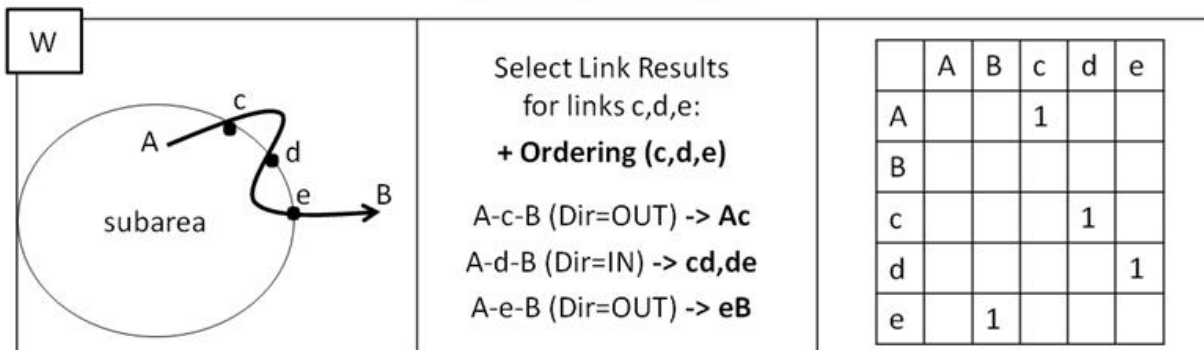 W
c
A
d
e
B
subarea
Select Link Results
for links c,d,e:
+ Ordering (c,d,e)
A-c-B (Dir=OUT) -> Ac
A-d-B (Dir=IN) -> cd,de
A-e-B (Dir=OUT) -> eB
A B c d e
A 1
B
c 1
d 1
e 1